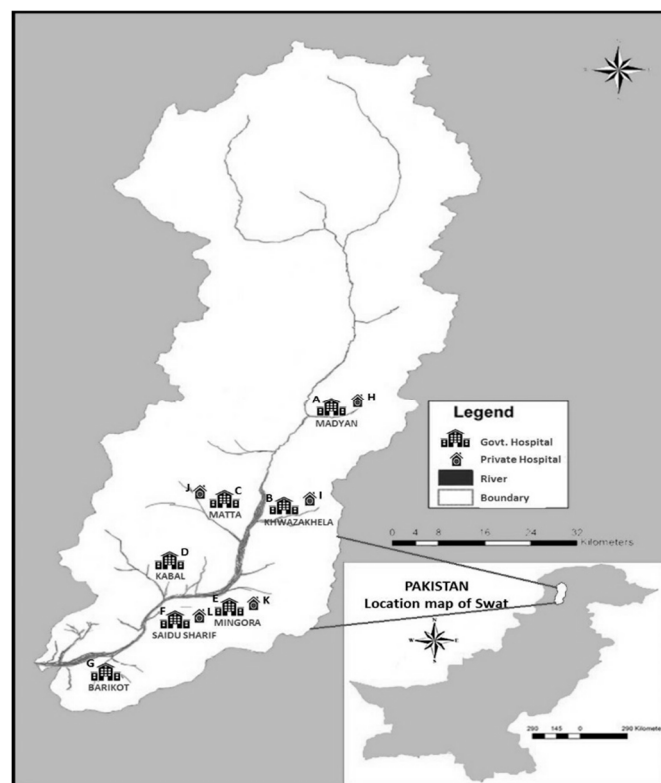 A H
MADYAN
Legend
Govt. Hospital
Private Hospital
River
Boundary
J C
MATTA
B I
KHWAZAKHELA
0 4 8 16 24 32
Kilometers
D
KABAL
E K
MINGORA
F L
SAIDU SHARIF
G
BARIKOT
PAKISTAN
Location map of Swat
N
W E
S
290 145 0 290 Kilometers